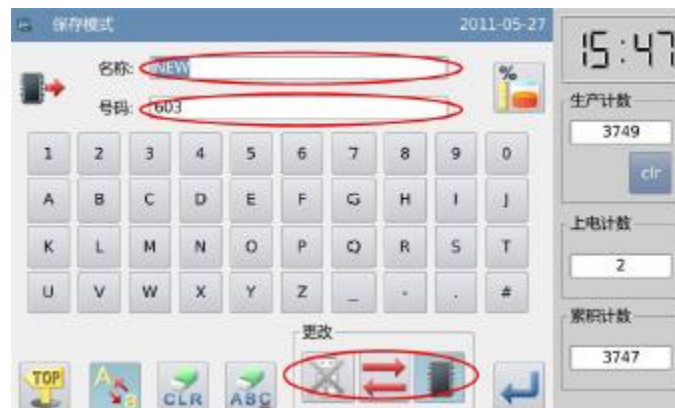 保存模式 2011-05-27
15:47
名称: NEW
%
号码: 603
生产计数
3749
clr
1 2 3 4 5 6 7 8 9 0
A B C D E F G H I J
上电计数
2
K L M N O P Q R S T
U V W X Y Z _ - . #
累积计数
3747
更改
TOP
A a
CLR
ABC